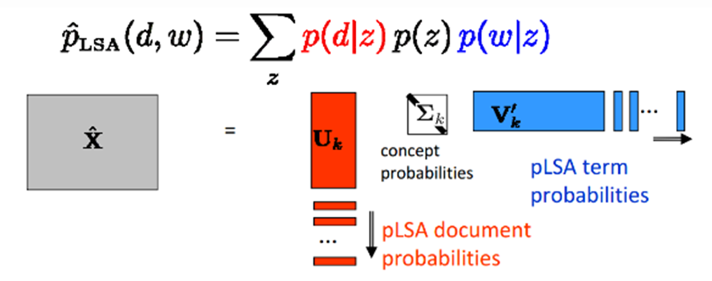 p̂_LSA(d, w) = ∑_z p(d|z) p(z) p(w|z)
X̂ = U_k Σ_k V′_k ...
concept
probabilities
pLSA term
probabilities
...
pLSA document
probabilities